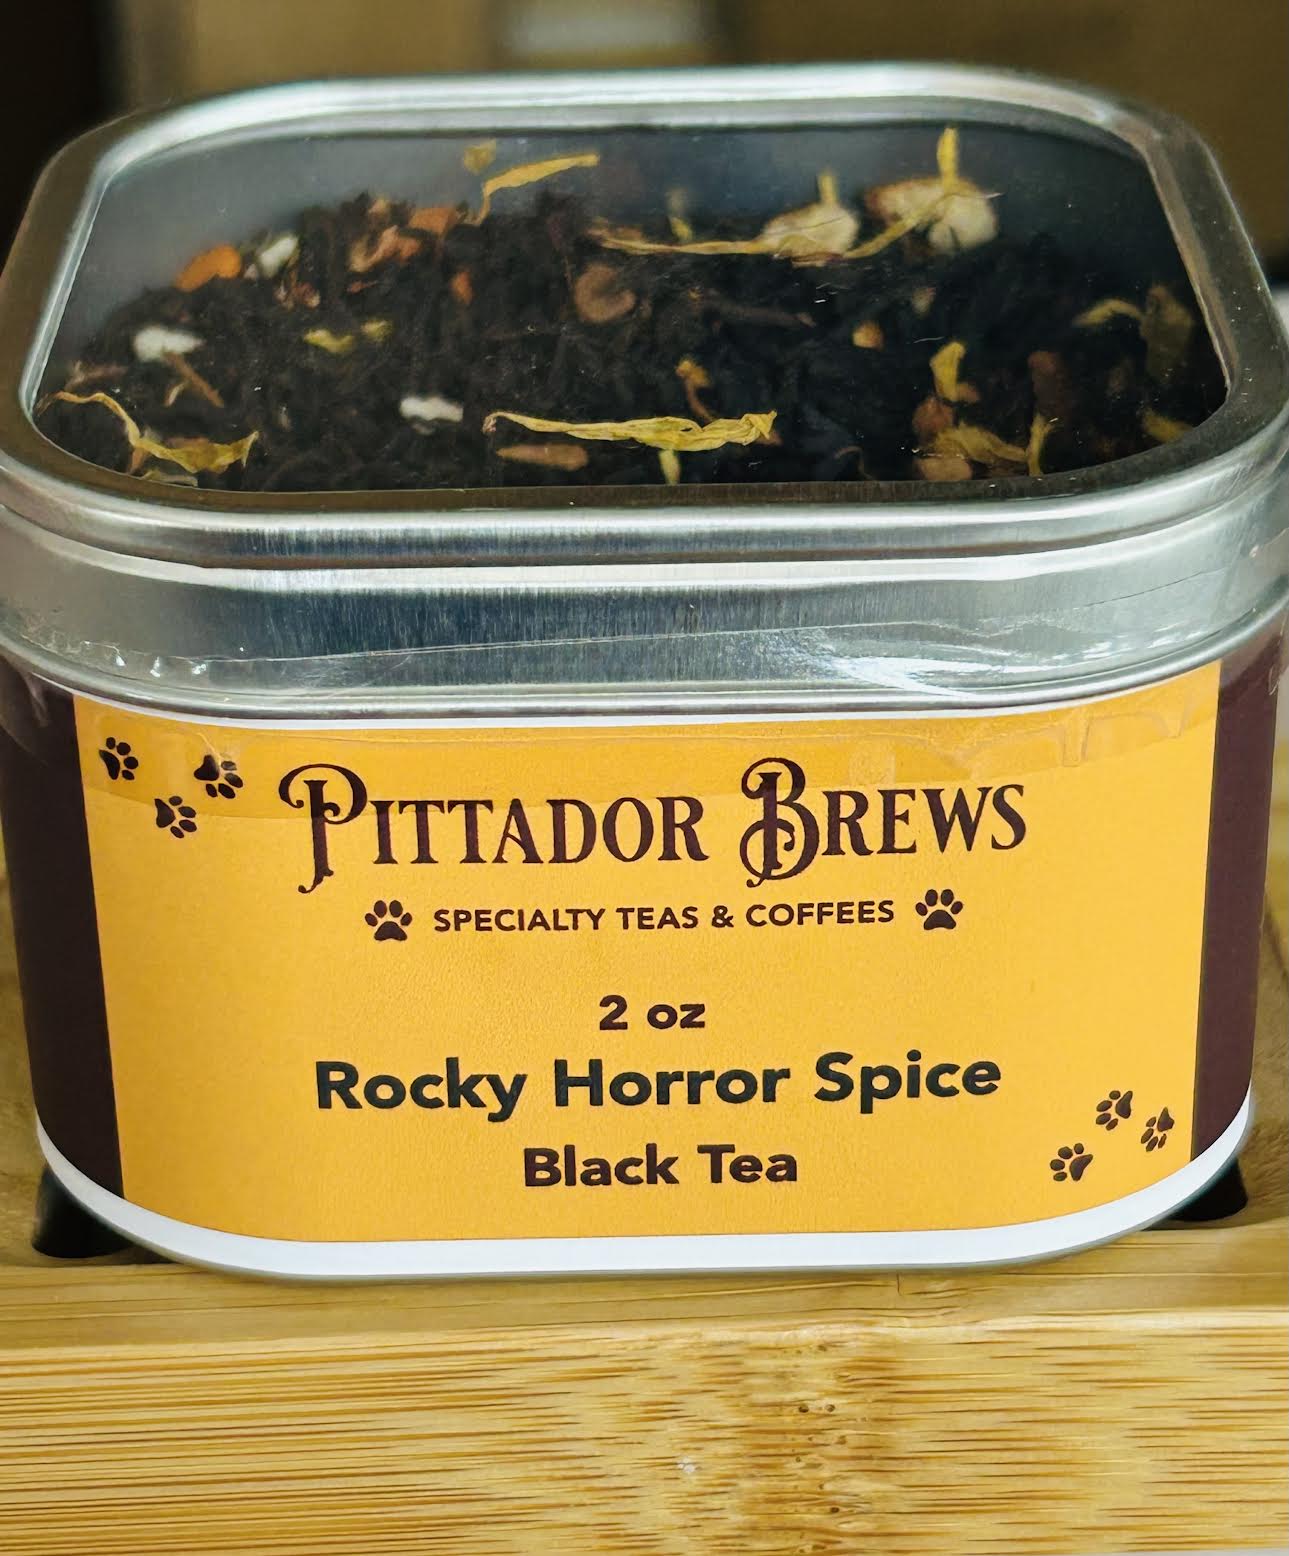 PITTADOR BREWS
SPECIALTY TEAS & COFFEES
2 oz
Rocky Horror Spice
Black Tea